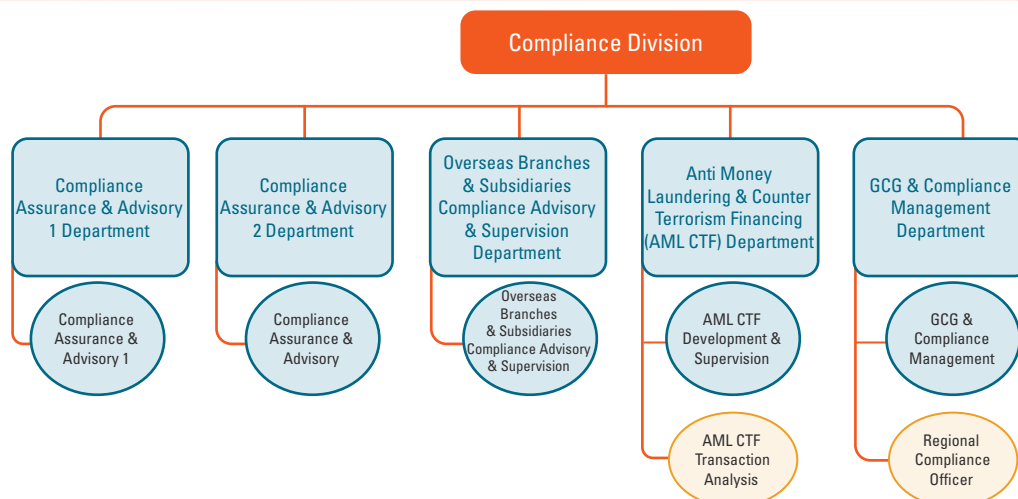 Compliance Division
Compliance
Assurance & Advisory
1 Department
Compliance
Assurance & Advisory
2 Department
Overseas Branches
& Subsidiaries
Compliance Advisory
& Supervision
Department
Anti Money
Laundering & Counter
Terrorism Financing
(AML CTF) Department
GCG & Compliance
Management
Department
Compliance
Assurance &
Advisory 1
Compliance
Assurance &
Advisory
Overseas
Branches
& Subsidiaries
Compliance Advisory
& Supervision
AML CTF
Development &
Supervision
GCG &
Compliance
Management
AML CTF
Transaction
Analysis
Regional
Compliance
Officer